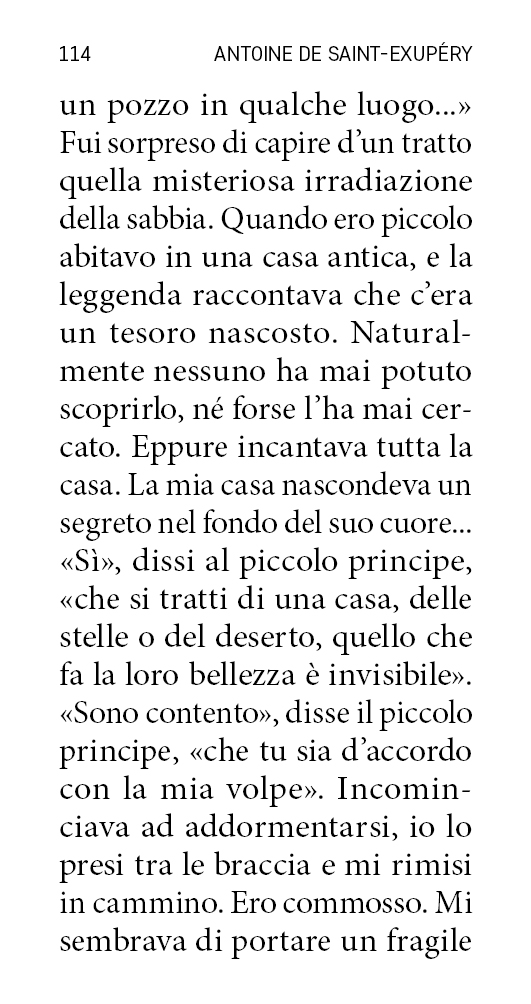 114 ANTOINE DE SAINT-EXUPÉRY
un pozzo in qualche luogo...»
Fui sorpreso di capire d’un tratto
quella misteriosa irradiazione
della sabbia. Quando ero piccolo
abitavo in una casa antica, e la
leggenda raccontava che c’era
un tesoro nascosto. Natural-
mente nessuno ha mai potuto
scoprirlo, né forse l’ha mai cer-
cato. Eppure incantava tutta la
casa. La mia casa nascondeva un
segreto nel fondo del suo cuore...
«Sì», dissi al piccolo principe,
«che si tratti di una casa, delle
stelle o del deserto, quello che
fa la loro bellezza è invisibile».
«Sono contento», disse il piccolo
principe, «che tu sia d’accordo
con la mia volpe». Incomin-
ciava ad addormentarsi, io lo
presi tra le braccia e mi rimisi
in cammino. Ero commosso. Mi
sembrava di portare un fragile